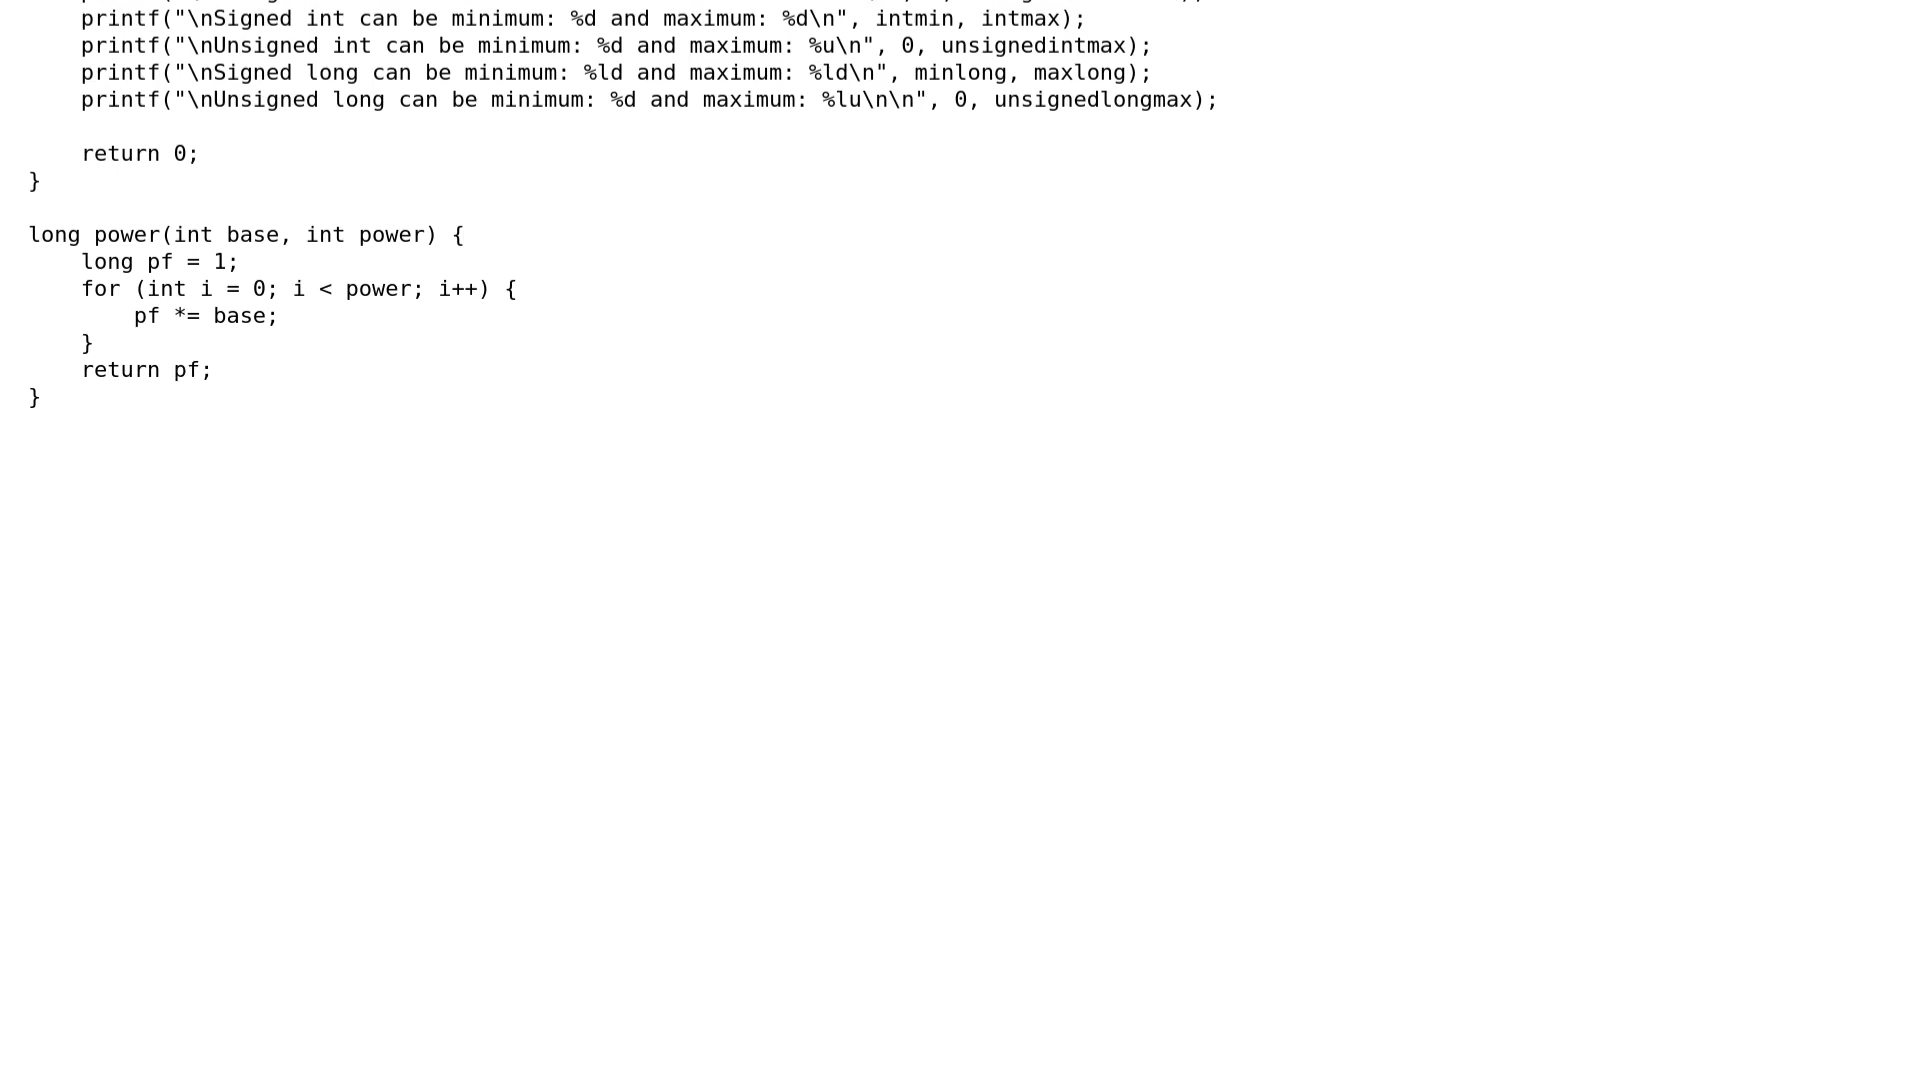 printf("\nSigned int can be minimum: %d and maximum: %d\n", intmin, intmax);
printf("\nUnsigned int can be minimum: %d and maximum: %u\n", 0, unsignedintmax);
printf("\nSigned long can be minimum: %ld and maximum: %ld\n", minlong, maxlong);
printf("\nUnsigned long can be minimum: %d and maximum: %lu\n\n", 0, unsignedlongmax);
return 0;
}
long power(int base, int power) {
long pf = 1;
for (int i = 0; i < power; i++) {
pf *= base;
}
return pf;
}